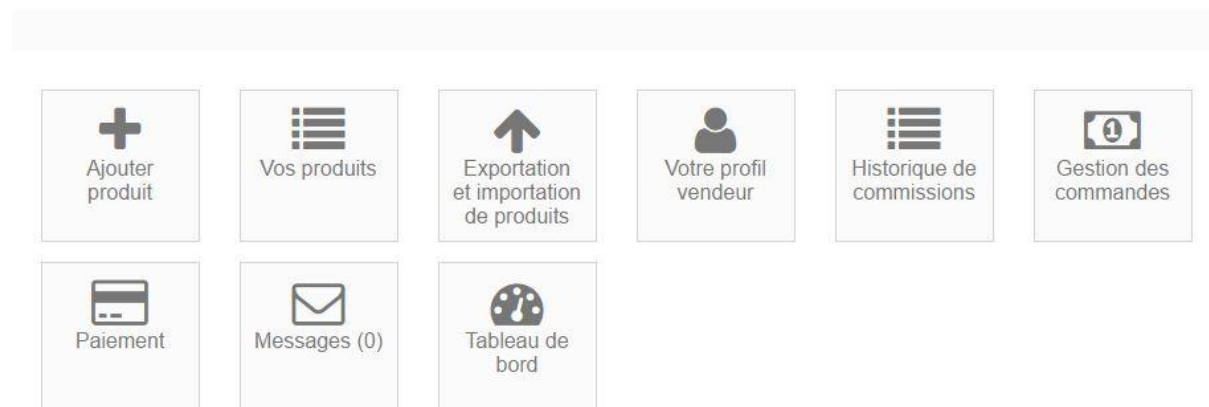 Ajouter
produit
Vos produits
Exportation
et importation
de produits
Votre profil
vendeur
Historique de
commissions
Gestion des
commandes
Paiement
Messages (0)
Tableau de
bord